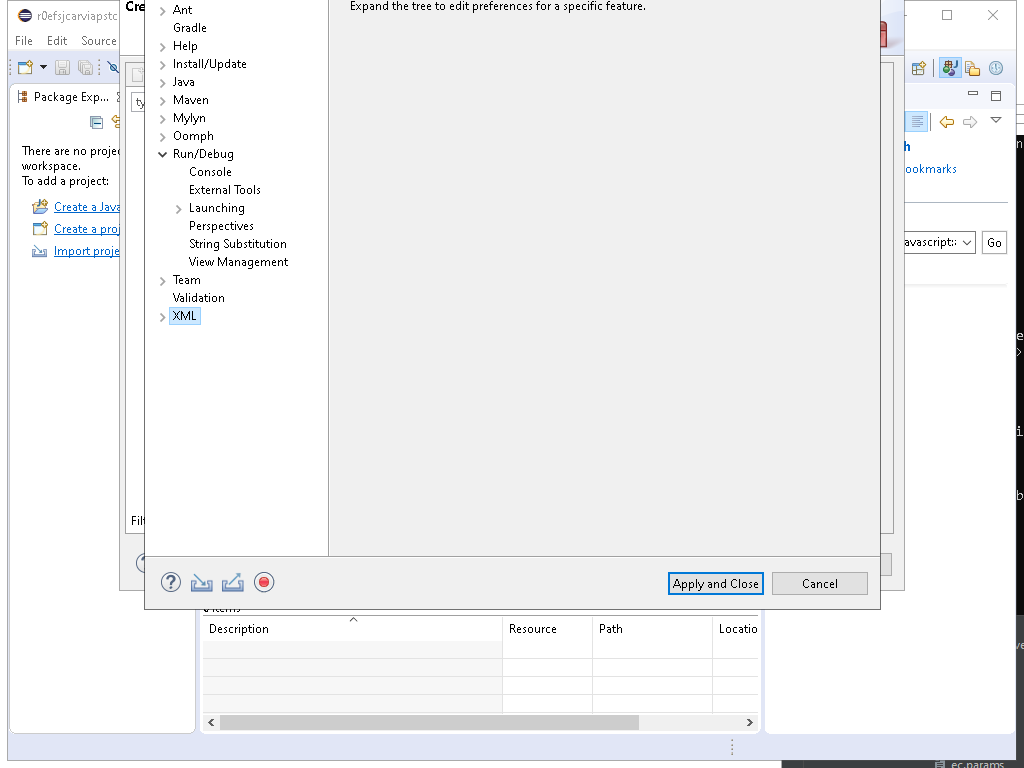 r0efsjcarviapstc
Cre
File Edit Source
Package Exp...
There are no proje
workspace.
To add a project:
Create a Java
Create a proj
Import proje
ty
Filt
Ant
Gradle
Help
Install/Update
Java
Maven
Mylyn
Oomph
Run/Debug
Console
External Tools
Launching
Perspectives
String Substitution
View Management
Team
Validation
XML
Expand the tree to edit preferences for a specific feature.
Apply and Close Cancel
ookmarks
avascript: Go
items
Description Resource Path Locatio
ec.params